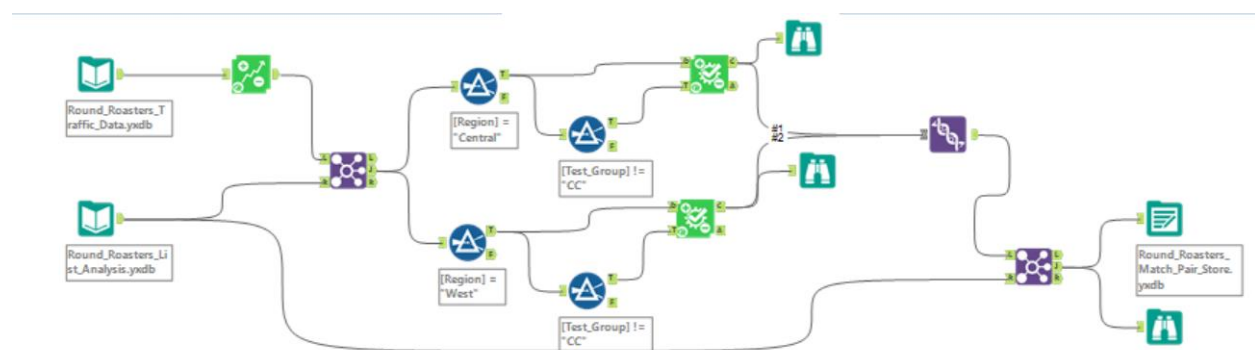 Round_Roasters_T
raffic_Data.yxdb
[Region] =
"Central"
[Test_Group] !=
"CC"
#1
#2
Round_Roasters_Li
st_Analysis.yxdb
[Region] =
"West"
[Test_Group] !=
"CC"
Round_Roasters_
Match_Pair_Store.
yxdb
L
R
L
J
R
T
F
T
F
D
T
C
A
T
F
T
F
D
T
C
A
L
R
L
J
R